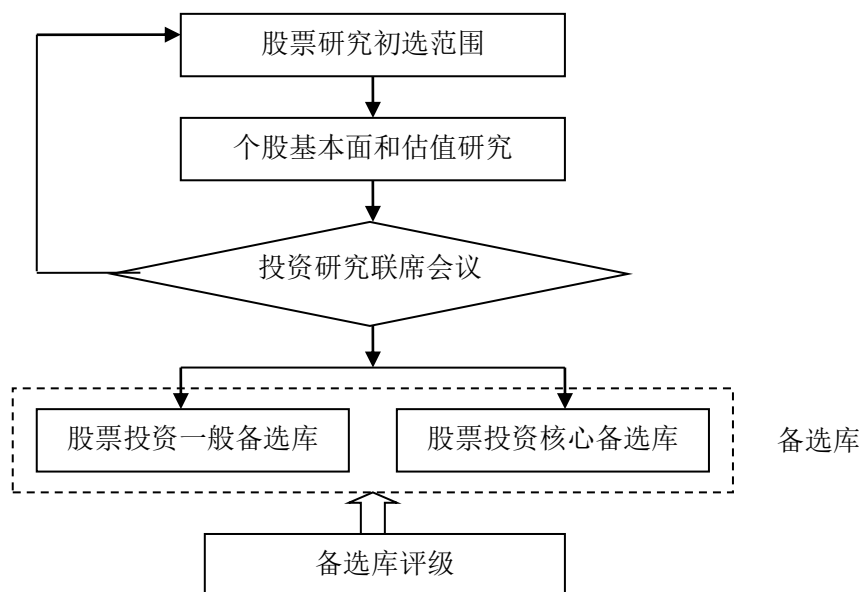 股票研究初选范围
个股基本面和估值研究
投资研究联席会议
股票投资一般备选库
股票投资核心备选库
备选库
备选库评级